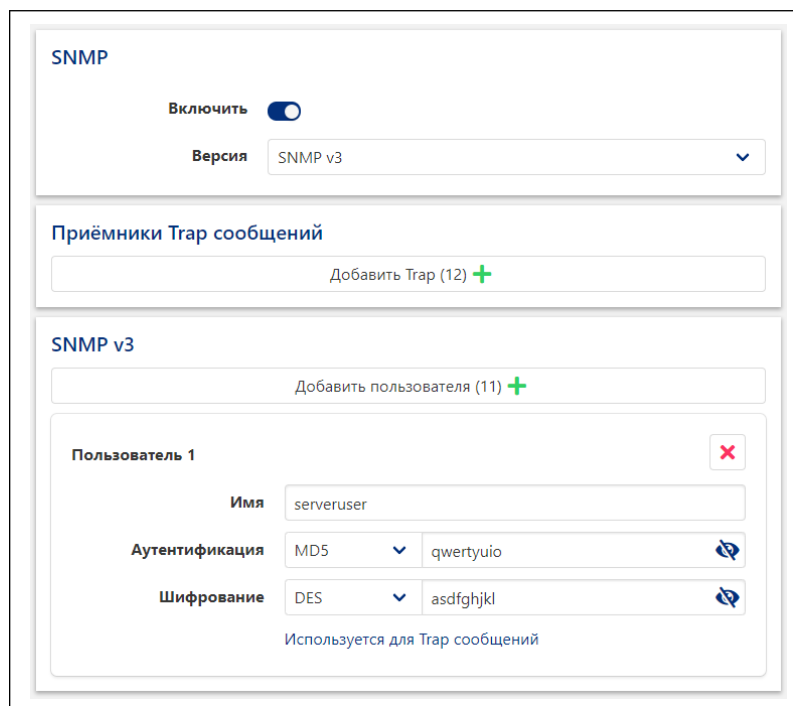 SNMP
Включить
Версия SNMP v3
Приёмники Trap сообщений
Добавить Trap (12)
SNMP v3
Добавить пользователя (11)
Пользователь 1
Имя serveruser
Аутентификация MD5 qwertyuio
Шифрование DES asdfghjkl
Используется для Trap сообщений